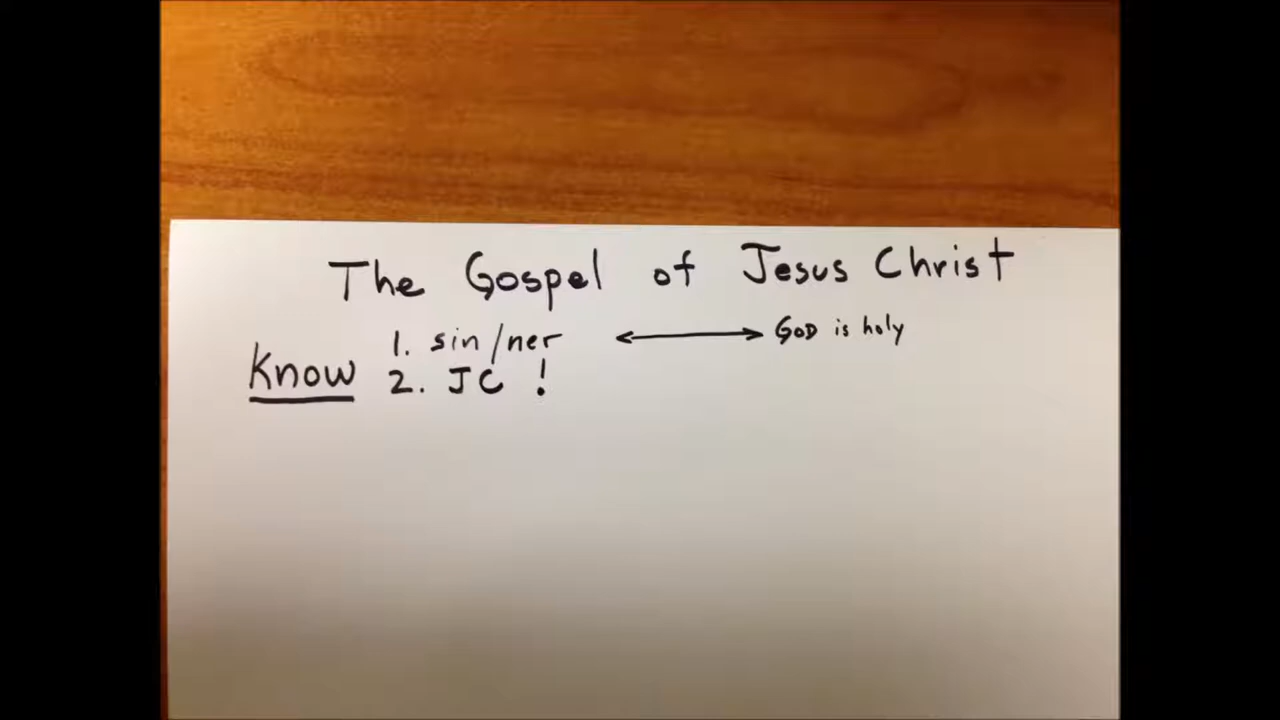 The Gospel of Jesus Christ
1. sin/ner ⟷ GOD is holy
Know 2. JC !